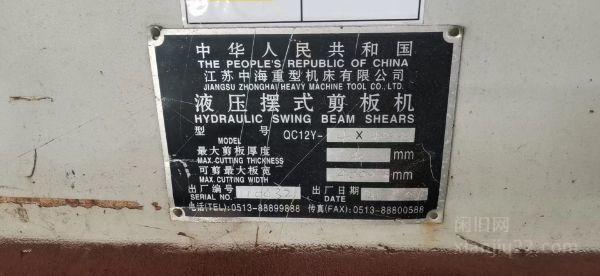 中华人民共和国
THE PEOPLE'S REPUBLIC OF CHINA
江苏中海重型机床有限公司
JIANGSU ZHONGHAI HEAVY MACHINE TOOL CO., LTD.
液压摆式剪板机
HYDRAULIC SWING BEAM SHEARS
型号 QC12Y- X
MODEL
最大剪板厚度 mm
MAX.CUTTING THICKNESS
可剪最大板宽 mm
MAX.CUTTING WIDTH
出厂编号 出厂日期
SERIAL NO. DATE
电话(TEL):0513-88899888 传真(FAX):0513-88800588
闲旧网